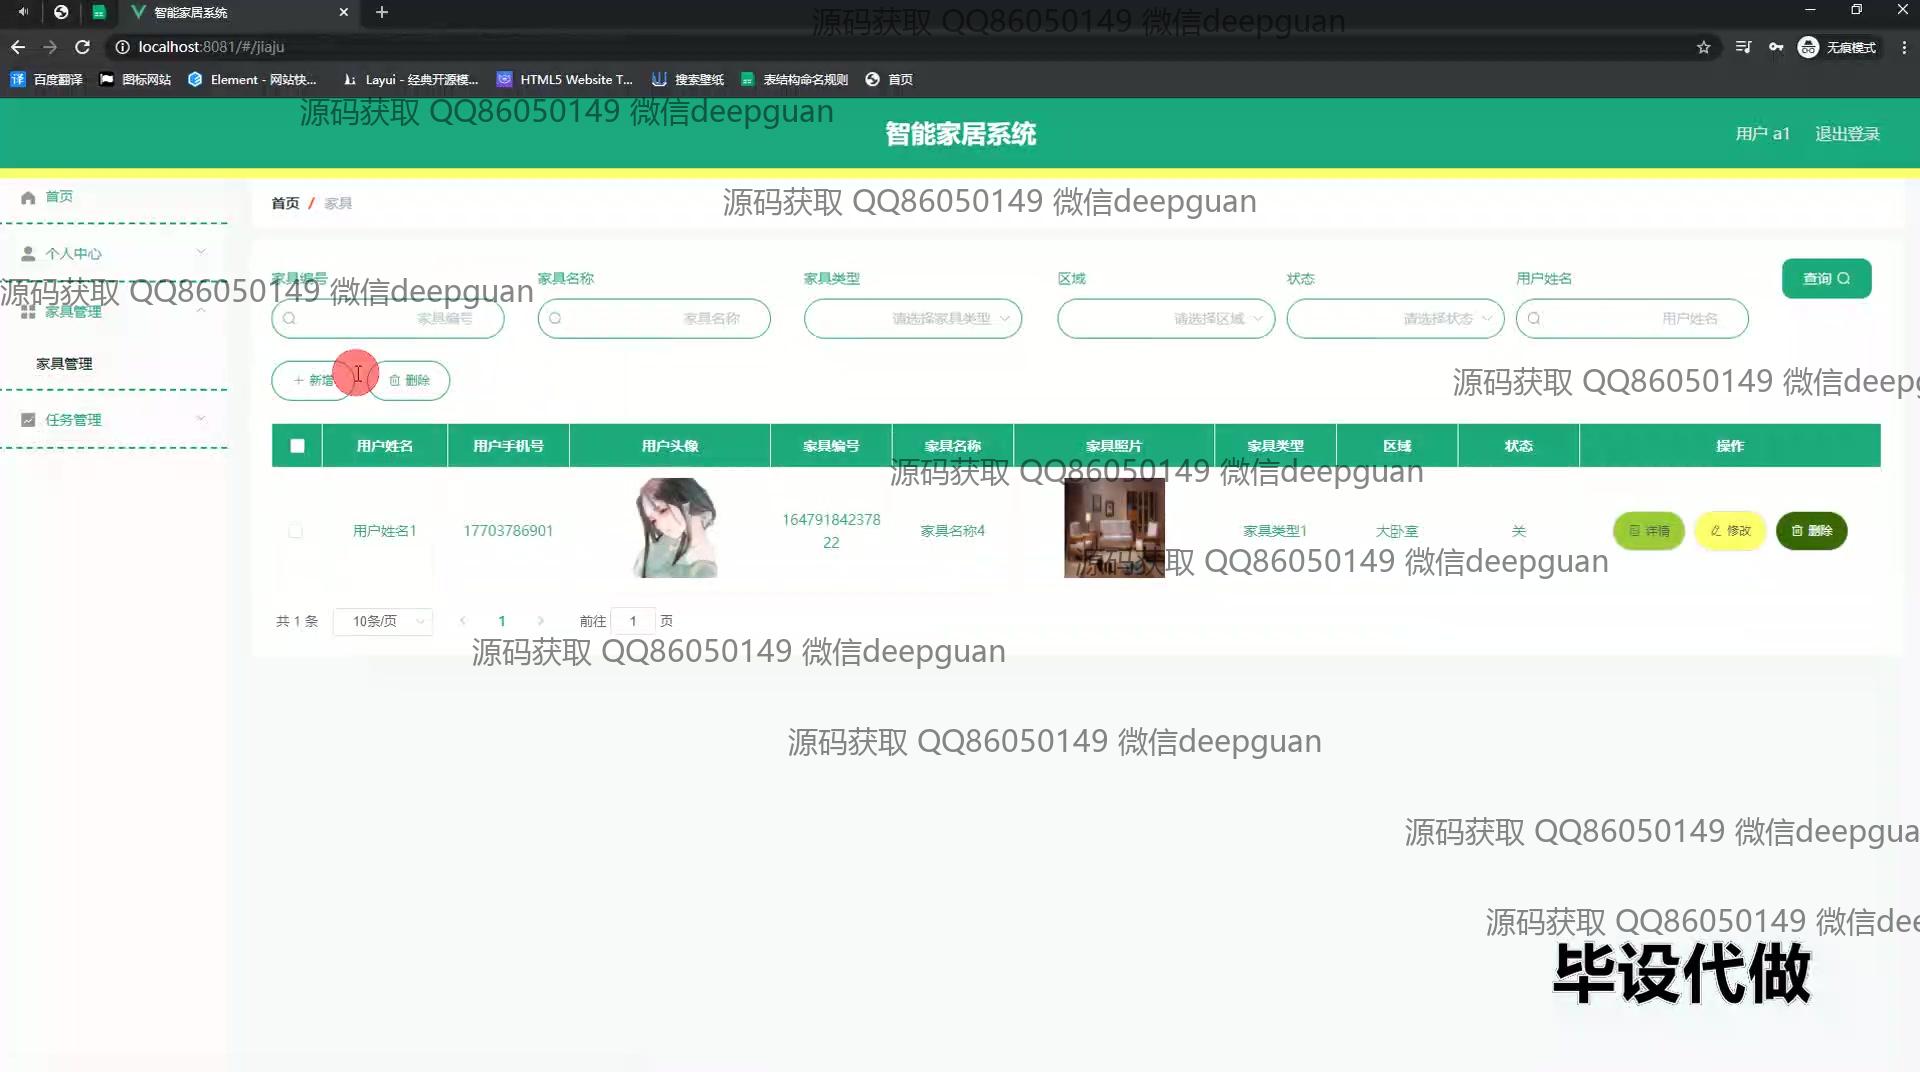 智能家居系统
源码获取 QQ86050149 微信deepguan
localhost:8081/#/jiaju
无痕模式
百度翻译
图标网站
Element - 网站快...
Layui - 经典开源模...
HTML5 Website T...
搜索壁纸
表结构命名规则
首页
源码获取 QQ86050149 微信deepguan
智能家居系统
用户 a1
退出登录
首页
首页 / 家具
源码获取 QQ86050149 微信deepguan
个人中心
家具编号
家具名称
家具类型
区域
状态
用户姓名
查询
源码获取 QQ86050149 微信deepguan
家具管理
家具编号
家具名称
请选择家具类型
请选择区域
请选择状态
用户姓名
家具管理
新增
删除
源码获取 QQ86050149 微信deepg
任务管理
用户姓名
用户手机号
用户头像
家具编号
家具名称
家具照片
家具类型
区域
状态
操作
源码获取 QQ86050149 微信deepguan
用户姓名1
17703786901
164791842378
22
家具名称4
家具类型1
大卧室
关
详情
修改
删除
源码获取 QQ86050149 微信deepguan
共 1 条
10条/页
1
前往 1 页
源码获取 QQ86050149 微信deepguan
源码获取 QQ86050149 微信deepguan
源码获取 QQ86050149 微信deepgua
源码获取 QQ86050149 微信dee
毕设代做